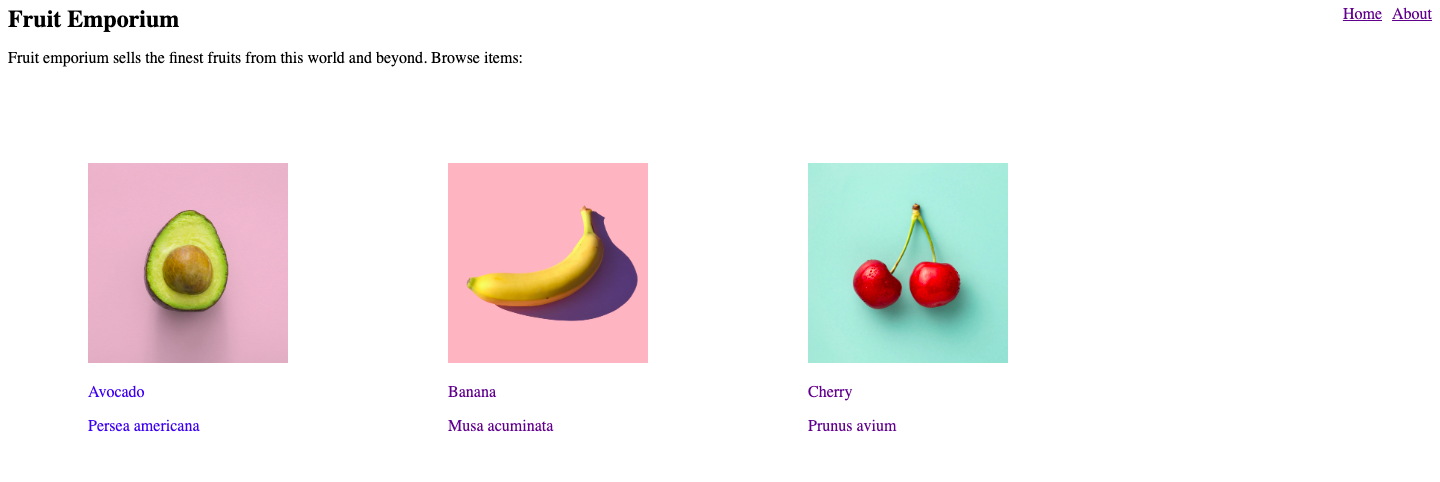 Fruit Emporium
Home About
Fruit emporium sells the finest fruits from this world and beyond. Browse items:
Avocado
Persea americana
Banana
Musa acuminata
Cherry
Prunus avium